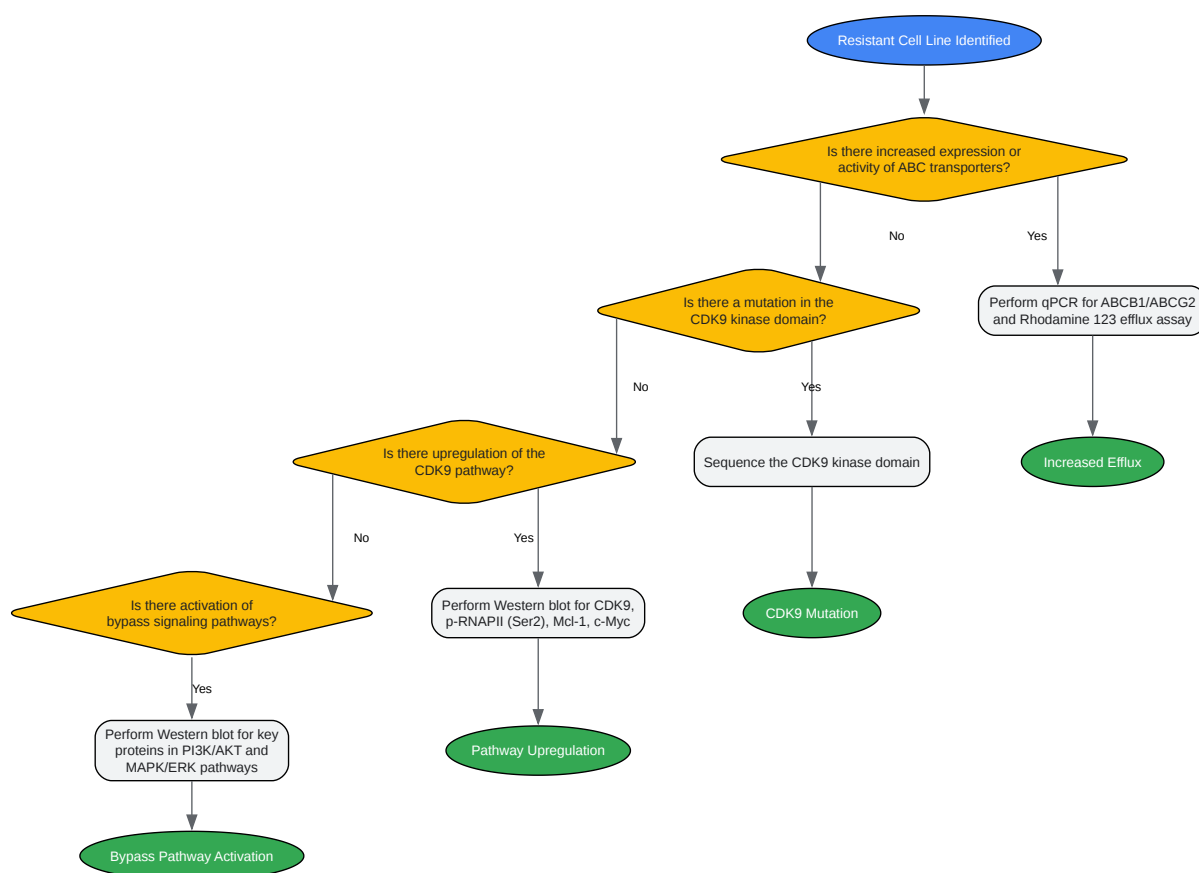 Resistant Cell Line Identified
Is there increased expression or
activity of ABC transporters?
No
Yes
Is there a mutation in the
CDK9 kinase domain?
Perform qPCR for ABCB1/ABCG2
and Rhodamine 123 efflux assay
No
Yes
Is there upregulation of the
CDK9 pathway?
Sequence the CDK9 kinase domain
Increased Efflux
No
Yes
Is there activation of
bypass signaling pathways?
Perform Western blot for CDK9,
p-RNAPII (Ser2), Mcl-1, c-Myc
CDK9 Mutation
Yes
Perform Western blot for key
proteins in PI3K/AKT and
MAPK/ERK pathways
Pathway Upregulation
Bypass Pathway Activation